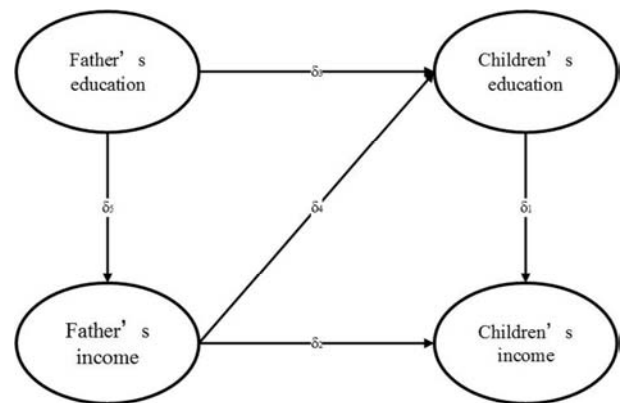 Father's
education
Children's
education
δ3
δ5
δ4
δ1
Father's
income
Children's
income
δ2